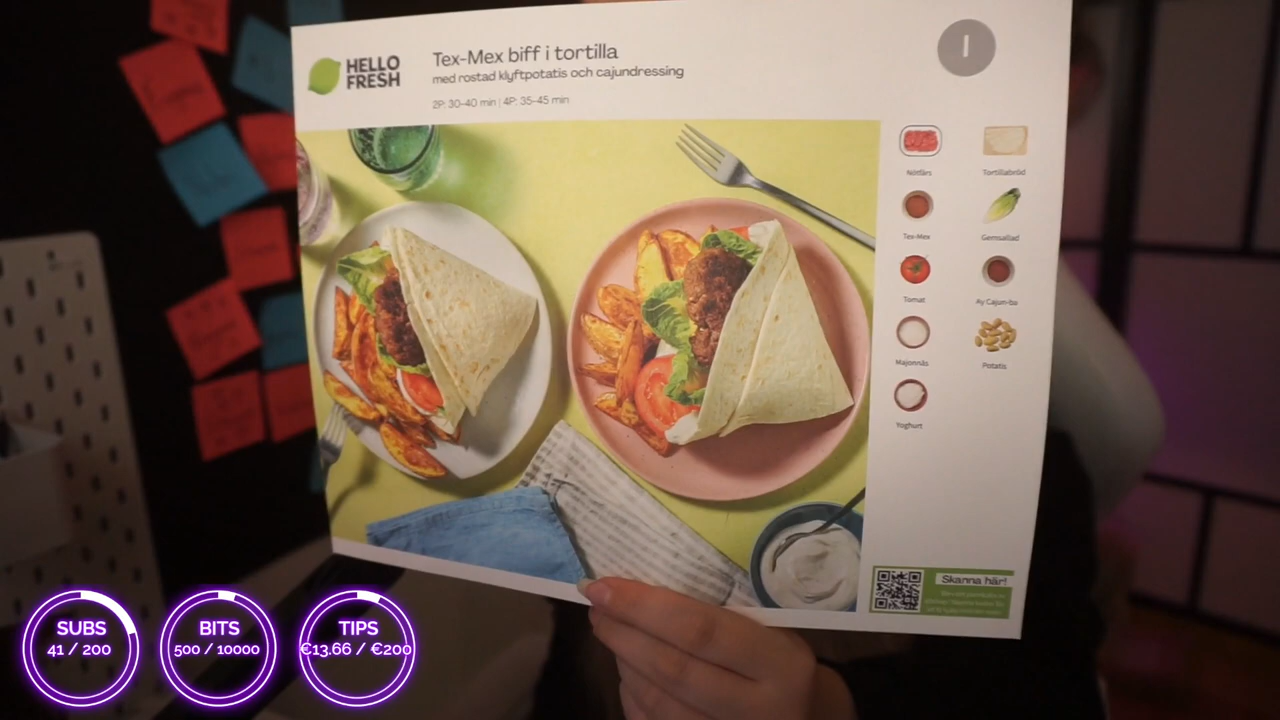 HELLO
FRESH
Tex-Mex biff i tortilla
med rostad klyftpotatis och cajundressing
2P: 30-40 min | 4P: 35-45 min
1
Nötfärs
Tortillabröd
Tex-Mex
Gemsallad
Tomat
Ay Cajun-ba
Majonnäs
Potatis
Yoghurt
Skanna här!
SUBS
41 / 200
BITS
500 / 10000
TIPS
€13.66 / €200